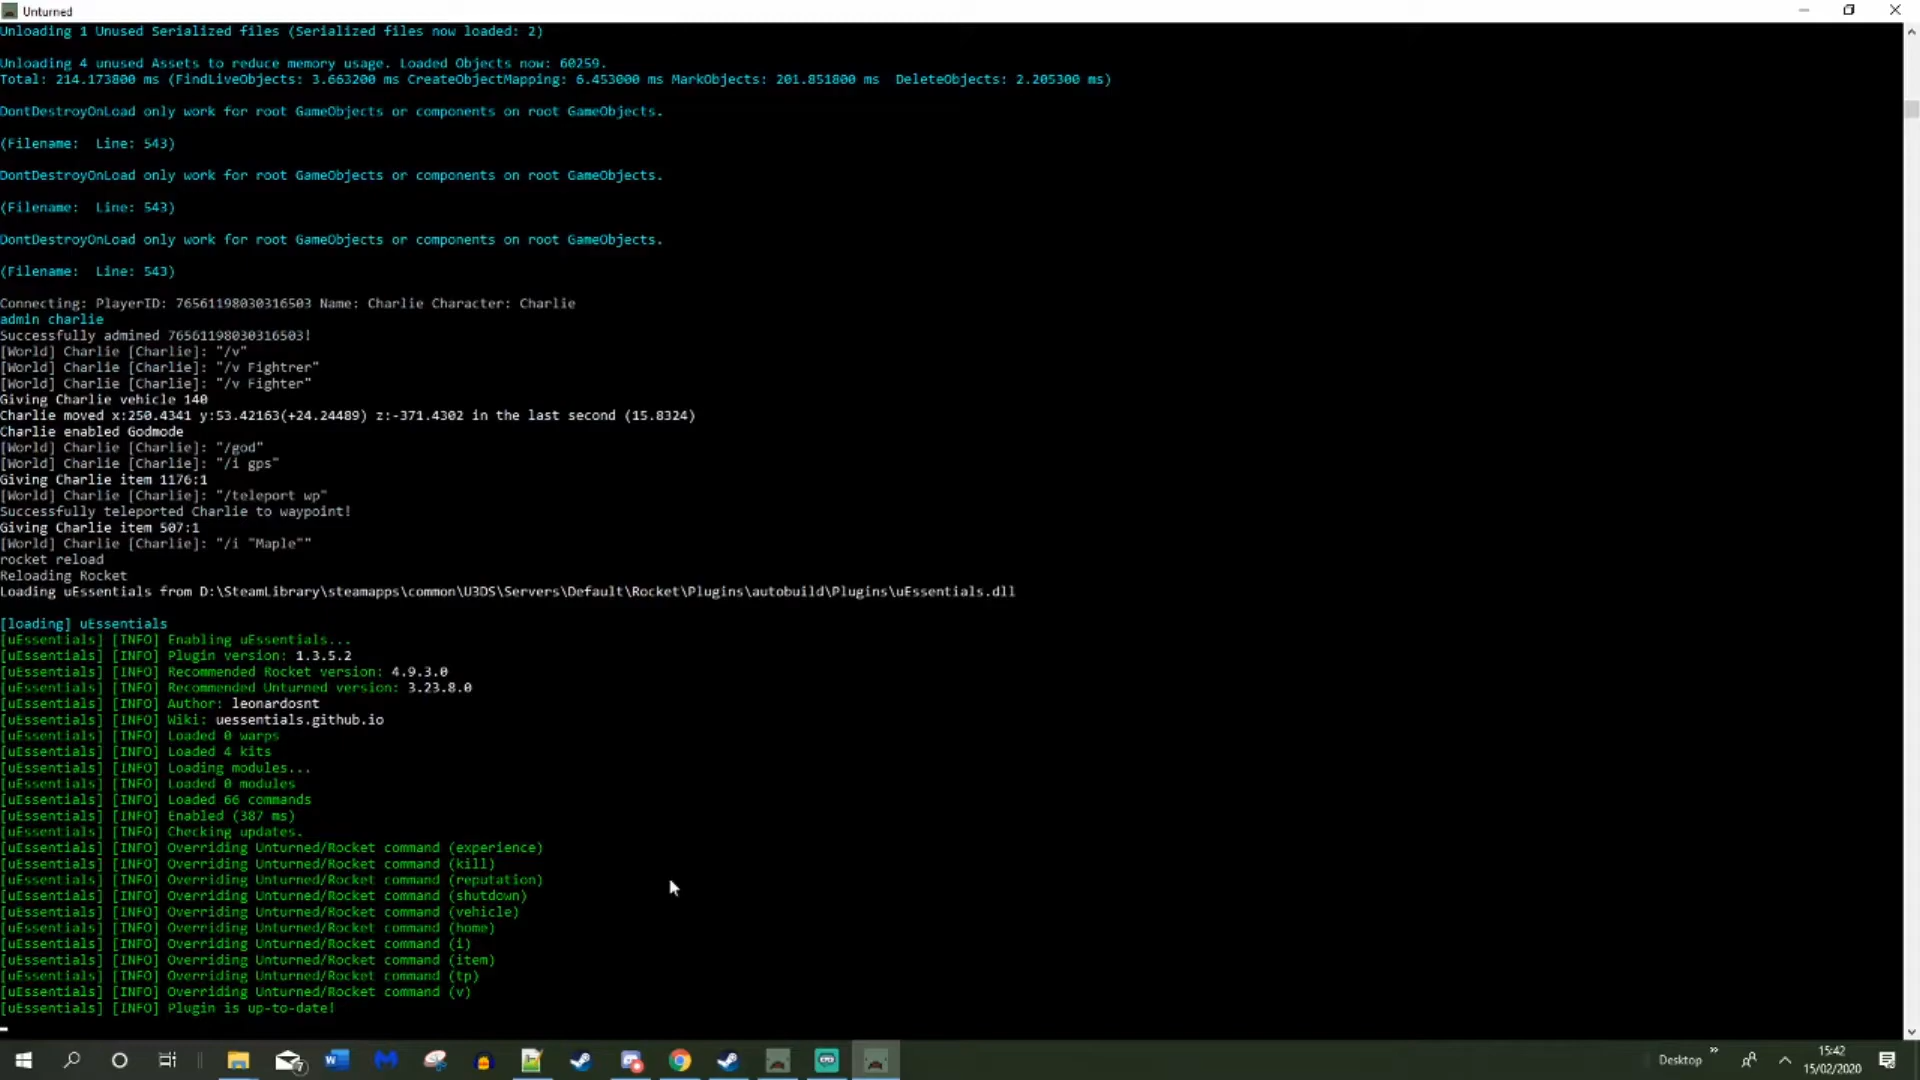 Unturned
Unloading 1 Unused Serialized files (Serialized files now loaded: 2)
Unloading 4 unused Assets to reduce memory usage. Loaded Objects now: 60259.
Total: 214.173800 ms (FindLiveObjects: 3.663200 ms CreateObjectMapping: 6.453000 ms MarkObjects: 201.851800 ms  DeleteObjects: 2.205300 ms)
DontDestroyOnLoad only work for root GameObjects or components on root GameObjects.
(Filename:  Line: 543)
DontDestroyOnLoad only work for root GameObjects or components on root GameObjects.
(Filename:  Line: 543)
DontDestroyOnLoad only work for root GameObjects or components on root GameObjects.
(Filename:  Line: 543)
Connecting: PlayerID: 76561198030316503 Name: Charlie Character: Charlie
admin charlie
Successfully admined 76561198030316503!
[World] Charlie [Charlie]: "/v"
[World] Charlie [Charlie]: "/v Fightrer"
[World] Charlie [Charlie]: "/v Fighter"
Giving Charlie vehicle 140
Charlie moved x:250.4341 y:53.42163(+24.24489) z:-371.4302 in the last second (15.8324)
Charlie enabled Godmode
[World] Charlie [Charlie]: "/god"
[World] Charlie [Charlie]: "/i gps"
Giving Charlie item 1176:1
[World] Charlie [Charlie]: "/teleport wp"
Successfully teleported Charlie to waypoint!
Giving Charlie item 507:1
[World] Charlie [Charlie]: "/i "Maple""
rocket reload
Reloading Rocket
Loading uEssentials from D:\SteamLibrary\steamapps\common\U3DS\Servers\Default\Rocket\Plugins\autobuild\Plugins\uEssentials.dll
[loading] uEssentials
[uEssentials] [INFO] Enabling uEssentials...
[uEssentials] [INFO] Plugin version: 1.3.5.2
[uEssentials] [INFO] Recommended Rocket version: 4.9.3.0
[uEssentials] [INFO] Recommended Unturned version: 3.23.8.0
[uEssentials] [INFO] Author: leonardosnt
[uEssentials] [INFO] Wiki: uessentials.github.io
[uEssentials] [INFO] Loaded 0 warps
[uEssentials] [INFO] Loaded 4 kits
[uEssentials] [INFO] Loading modules...
[uEssentials] [INFO] Loaded 0 modules
[uEssentials] [INFO] Loaded 66 commands
[uEssentials] [INFO] Enabled (387 ms)
[uEssentials] [INFO] Checking updates.
[uEssentials] [INFO] Overriding Unturned/Rocket command (experience)
[uEssentials] [INFO] Overriding Unturned/Rocket command (kill)
[uEssentials] [INFO] Overriding Unturned/Rocket command (reputation)
[uEssentials] [INFO] Overriding Unturned/Rocket command (shutdown)
[uEssentials] [INFO] Overriding Unturned/Rocket command (vehicle)
[uEssentials] [INFO] Overriding Unturned/Rocket command (home)
[uEssentials] [INFO] Overriding Unturned/Rocket command (i)
[uEssentials] [INFO] Overriding Unturned/Rocket command (item)
[uEssentials] [INFO] Overriding Unturned/Rocket command (tp)
[uEssentials] [INFO] Overriding Unturned/Rocket command (v)
[uEssentials] [INFO] Plugin is up-to-date!
Desktop
15:42
15/02/2020